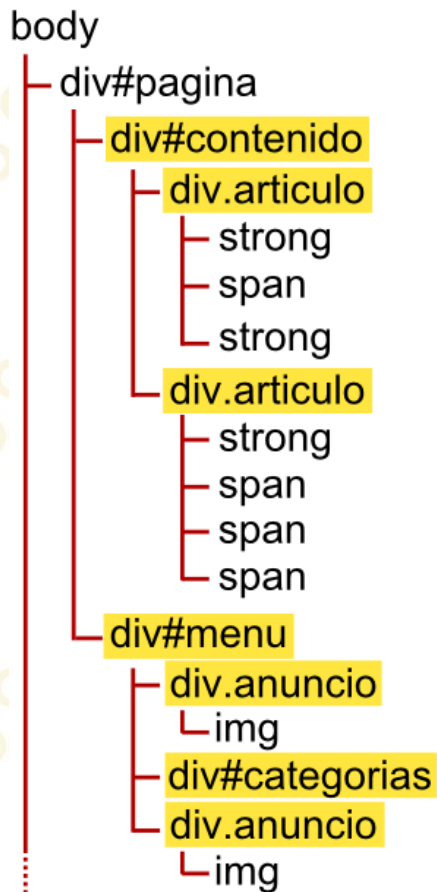 body
div#pagina
div#contenido
div.articulo
strong
span
strong
div.articulo
strong
span
span
span
div#menu
div.anuncio
img
div#categorias
div.anuncio
img